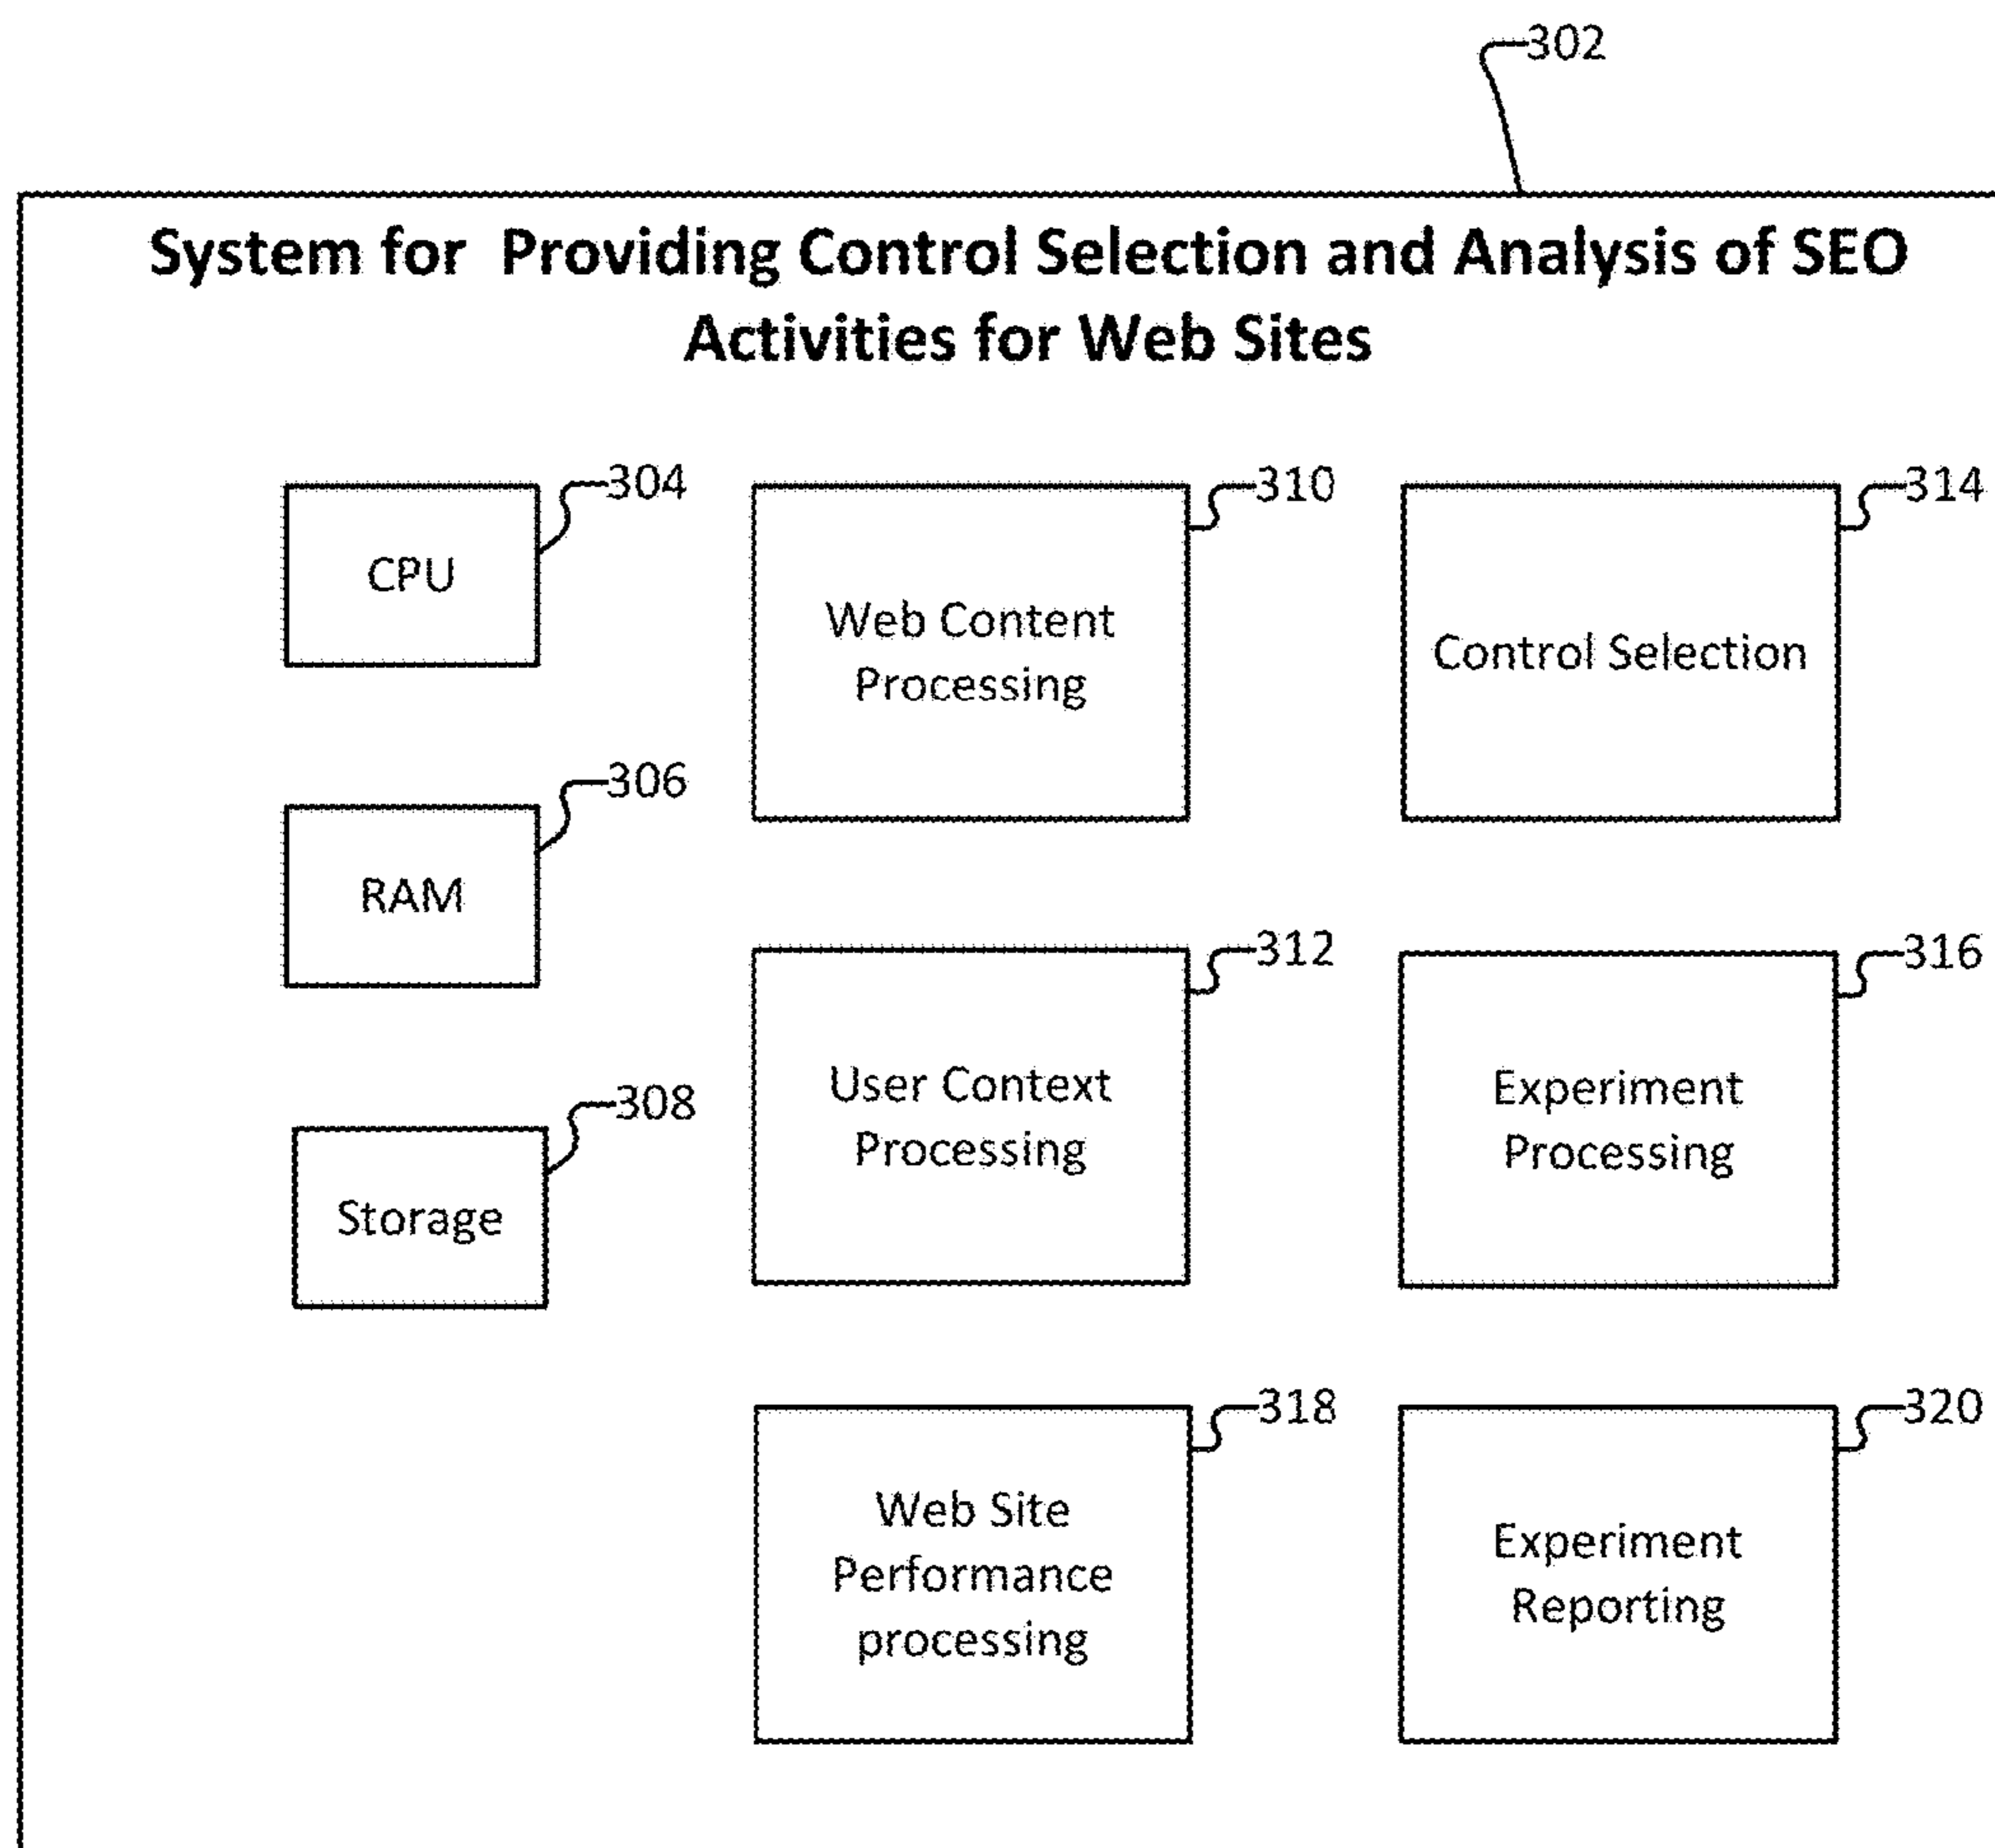 302
System for Providing Control Selection and Analysis of SEO
Activities for Web Sites
304
CPU
306
RAM
308
Storage
310
Web Content
Processing
314
Control Selection
312
User Context
Processing
316
Experiment
Processing
318
Web Site
Performance
processing
320
Experiment
Reporting